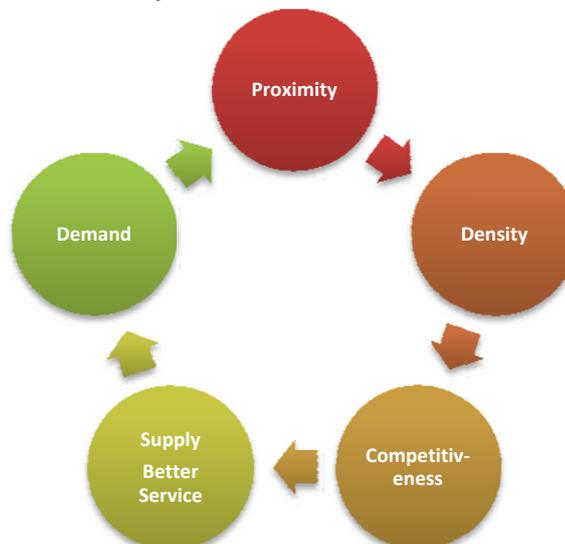 Proximity
Density
Competitiv-
eness
Supply
Better
Service
Demand